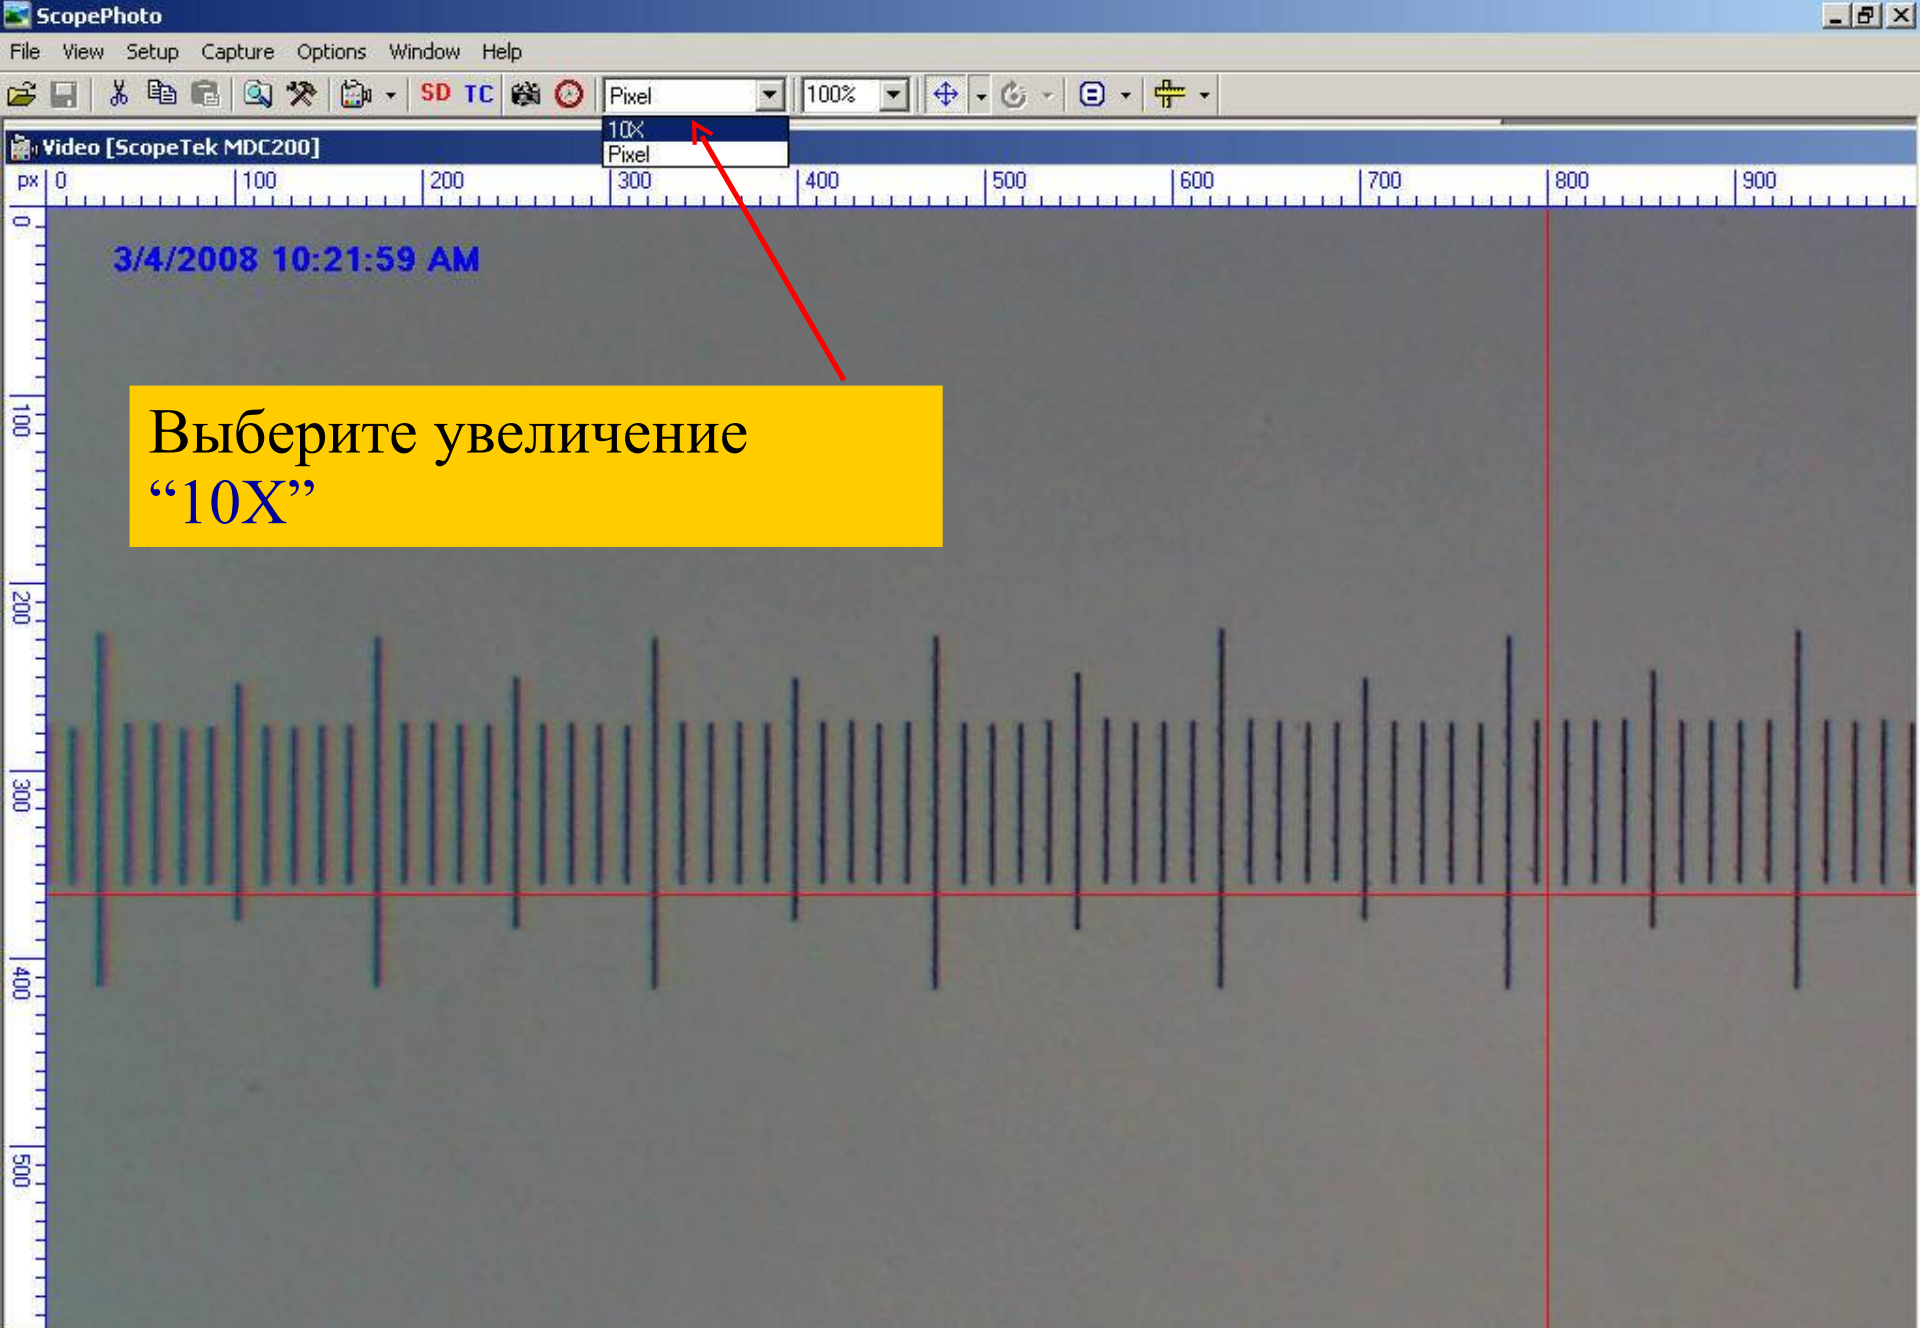 ScopePhoto
File View Setup Capture Options Window Help
SD TC Pixel 100%
10X
Pixel
Video [ScopeTek MDC200]
px 0 100 200 300 400 500 600 700 800 900
0
3/4/2008 10:21:59 AM
100
Выберите увеличение
“10X”
200
300
400
500